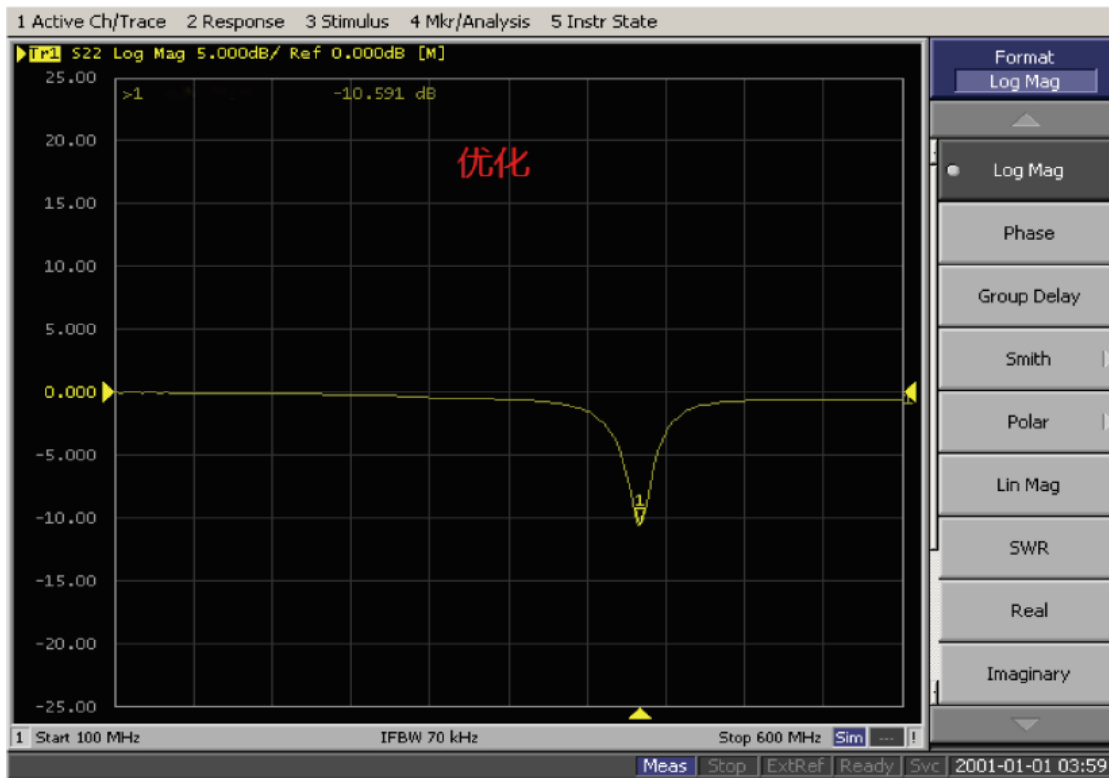 1 Active Ch/Trace 2 Response 3 Stimulus 4 Mkr/Analysis 5 Instr State
Tr1 S22 Log Mag 5.000dB/ Ref 0.000dB [M]
Format
Log Mag
25.00
>1 -10.591 dB
20.00
15.00
10.00
5.000
0.000
-5.000
-10.00
-15.00
-20.00
-25.00
优化
1
1
Log Mag
Phase
Group Delay
Smith
Polar
Lin Mag
SWR
Real
Imaginary
1 Start 100 MHz IFBW 70 kHz Stop 600 MHz Sim --- !
Meas Stop ExtRef Ready Svc 2001-01-01 03:59